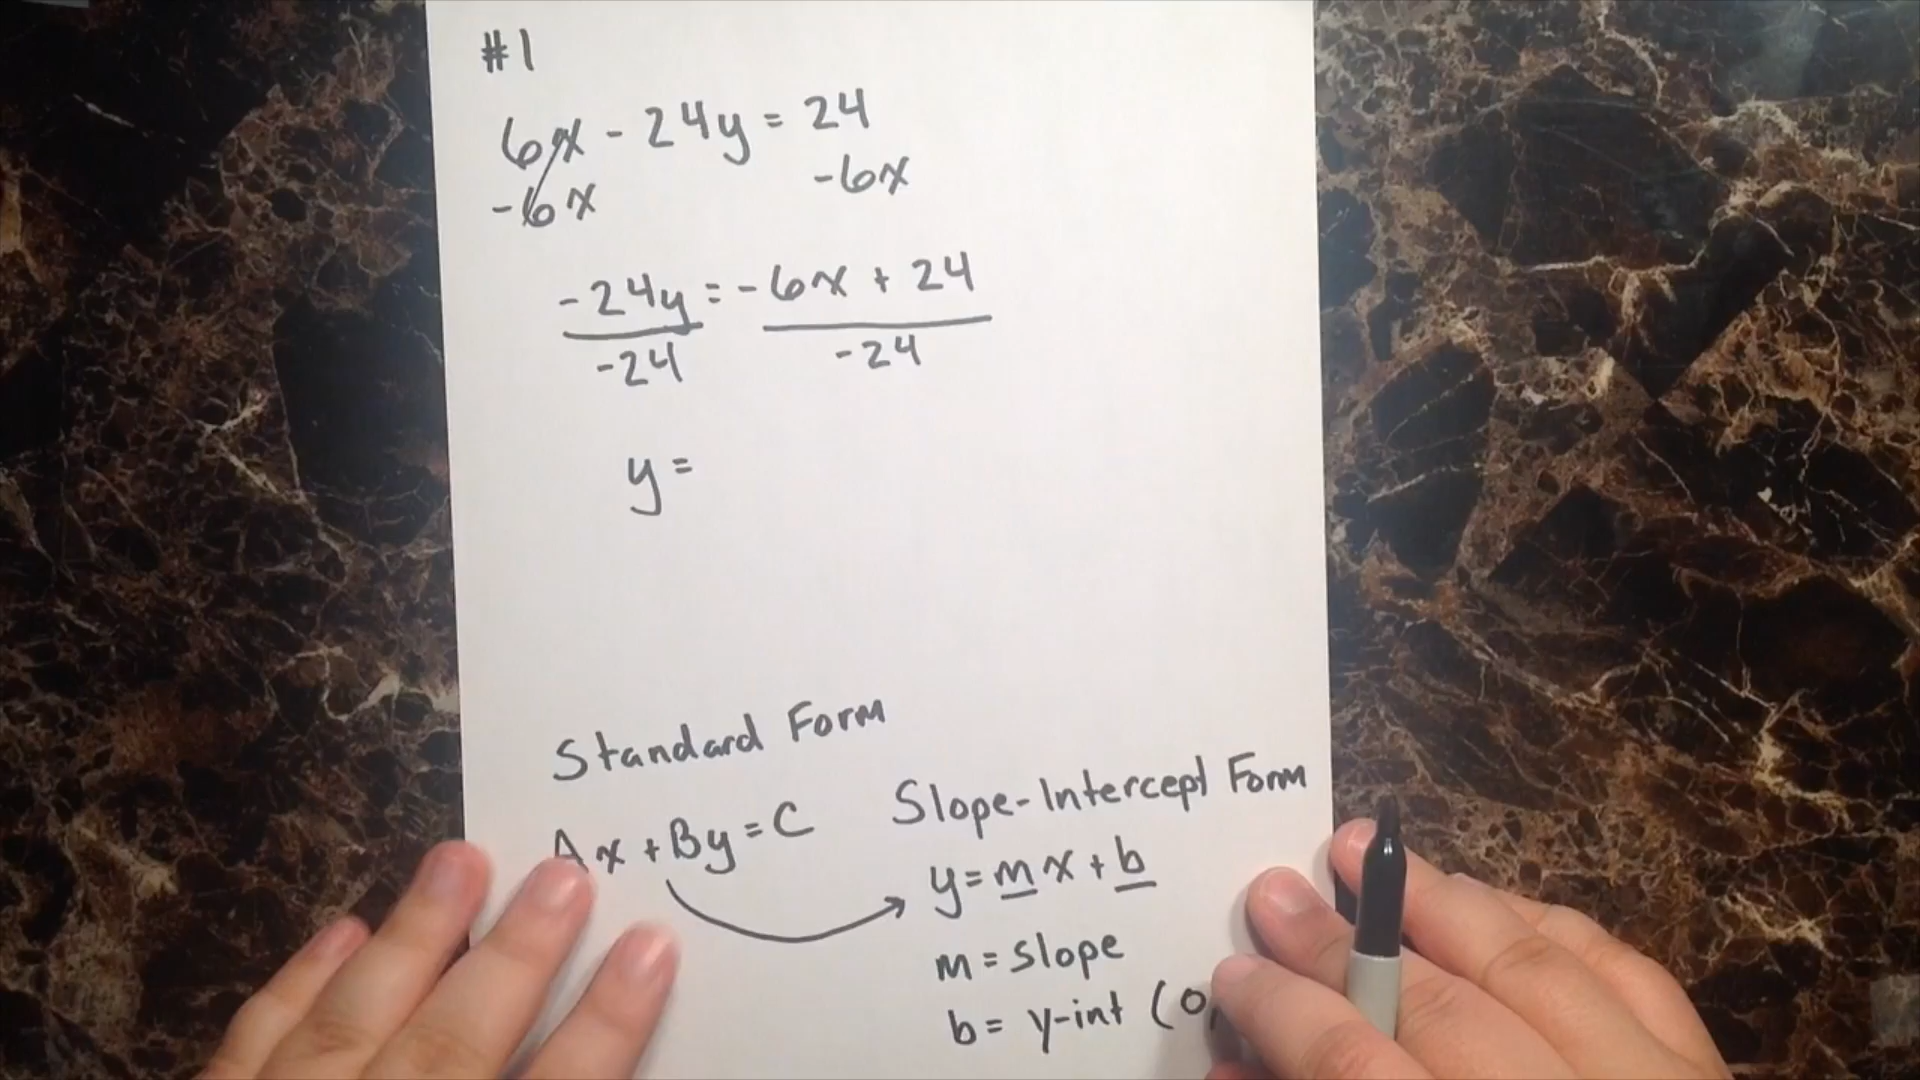 #1
6x - 24y = 24
-6x -6x
-24y = -6x + 24
-24 -24
y =
Standard Form
Slope-Intercept Form
Ax + By = C
y = mx + b
m = slope
b = y-int (0,